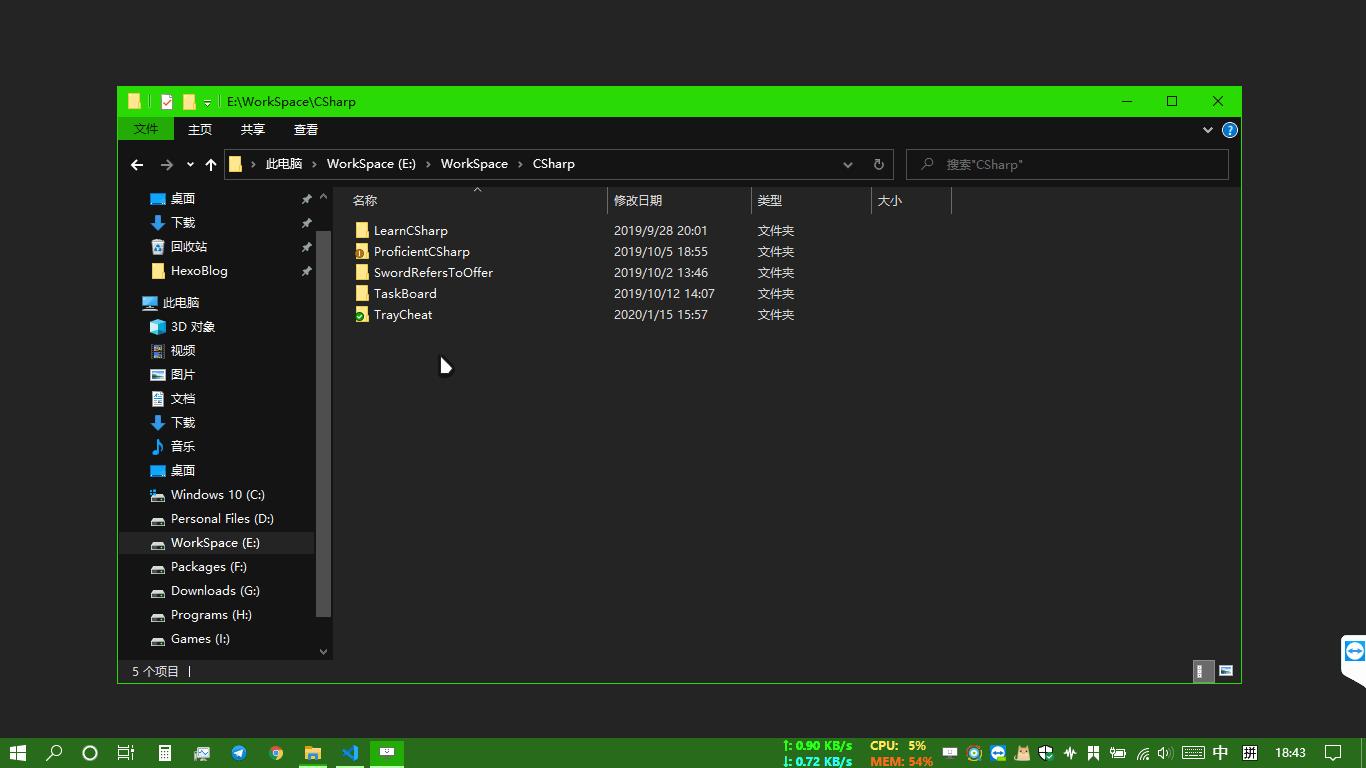 E:\WorkSpace\CSharp
文件 主页 共享 查看
此电脑 WorkSpace (E:) WorkSpace CSharp 搜索"CSharp"
名称 修改日期 类型 大小
桌面
下载
回收站
HexoBlog
此电脑
3D 对象
视频
图片
文档
下载
音乐
桌面
Windows 10 (C:)
Personal Files (D:)
WorkSpace (E:)
Packages (F:)
Downloads (G:)
Programs (H:)
Games (I:)
LearnCSharp 2019/9/28 20:01 文件夹
ProficientCSharp 2019/10/5 18:55 文件夹
SwordRefersToOffer 2019/10/2 13:46 文件夹
TaskBoard 2019/10/12 14:07 文件夹
TrayCheat 2020/1/15 15:57 文件夹
5 个项目
↑: 0.90 KB/s CPU: 5%
↓: 0.72 KB/s MEM: 54%
中 拼 18:43